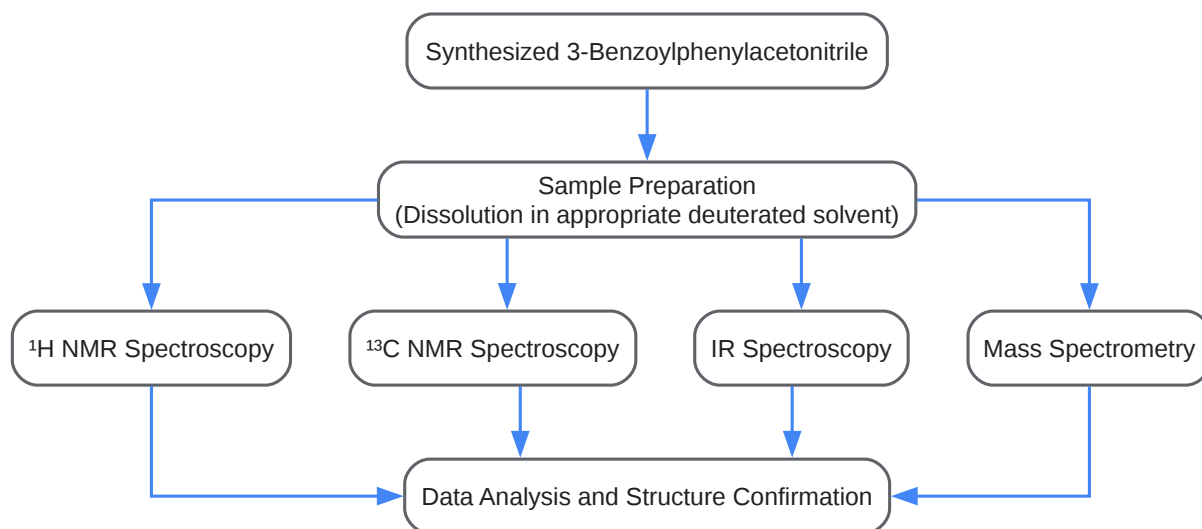 Synthesized 3-Benzoylphenylacetonitrile
Sample Preparation
(Dissolution in appropriate deuterated solvent)
¹H NMR Spectroscopy
¹³C NMR Spectroscopy
IR Spectroscopy
Mass Spectrometry
Data Analysis and Structure Confirmation